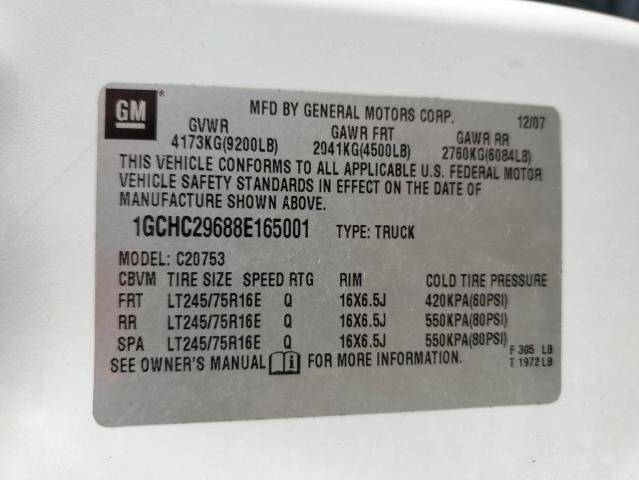 GM
MFD BY GENERAL MOTORS CORP.
12/07
GVWR GAWR FRT GAWR RR
4173KG(9200LB) 2041KG(4500LB) 2760KG(6084LB)
THIS VEHICLE CONFORMS TO ALL APPLICABLE U.S. FEDERAL MOTOR
VEHICLE SAFETY STANDARDS IN EFFECT ON THE DATE OF
MANUFACTURE SHOWN ABOVE.
1GCHC29688E165001 TYPE: TRUCK
MODEL: C20753
CBVM TIRE SIZE SPEED RTG RIM COLD TIRE PRESSURE
FRT LT245/75R16E Q 16X6.5J 420KPA(60PSI)
RR LT245/75R16E Q 16X6.5J 550KPA(80PSI)
SPA LT245/75R16E Q 16X6.5J 550KPA(80PSI)
SEE OWNER'S MANUAL FOR MORE INFORMATION.
F 305 LB
T 1972 LB